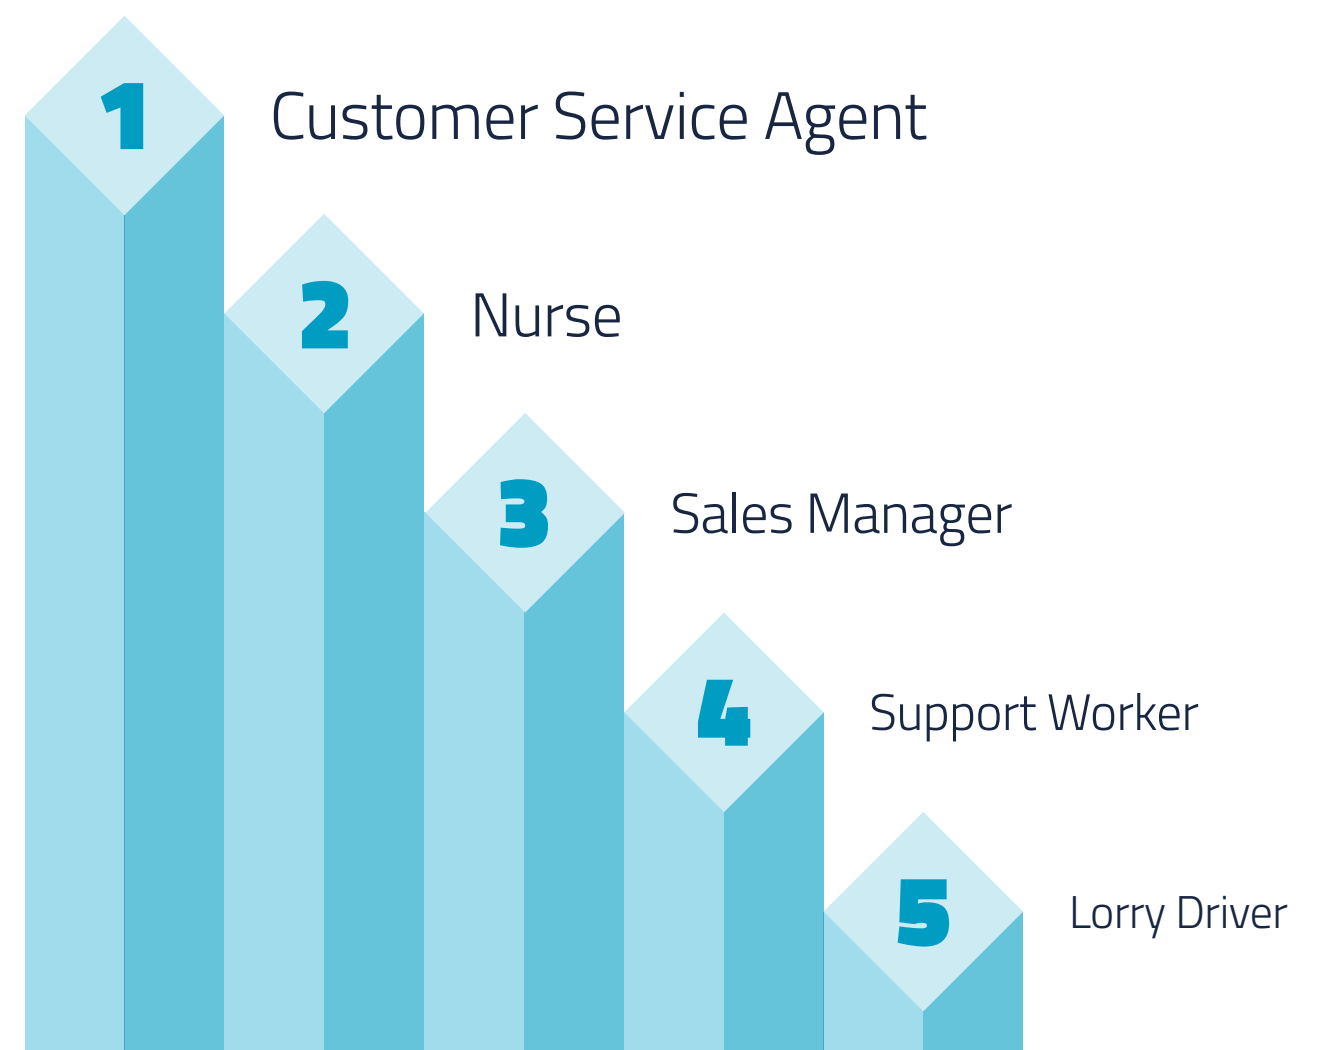 1
Customer Service Agent
2
Nurse
3
Sales Manager
4
Support Worker
5
Lorry Driver